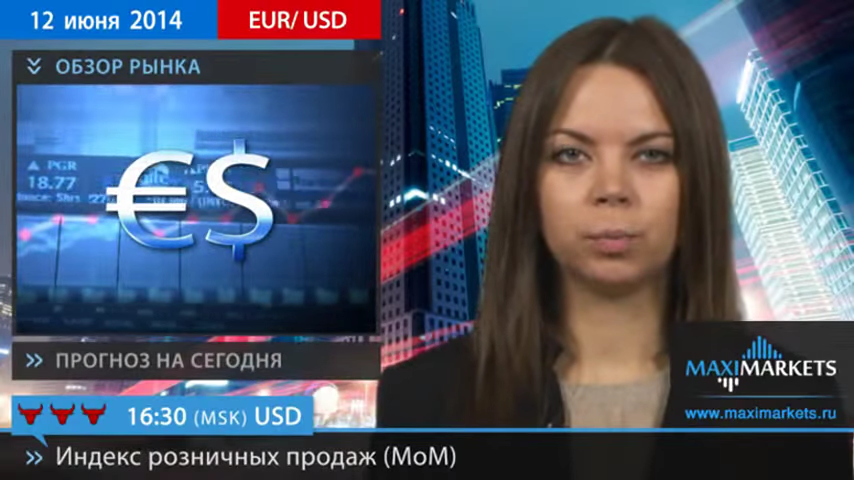 12 июня 2014
EUR/ USD
ОБЗОР РЫНКА
PGR
18.77
€$
ПРОГНОЗ НА СЕГОДНЯ
MAXIMARKETS
www.maximarkets.ru
16:30 (MSK) USD
Индекс розничных продаж (MoM)